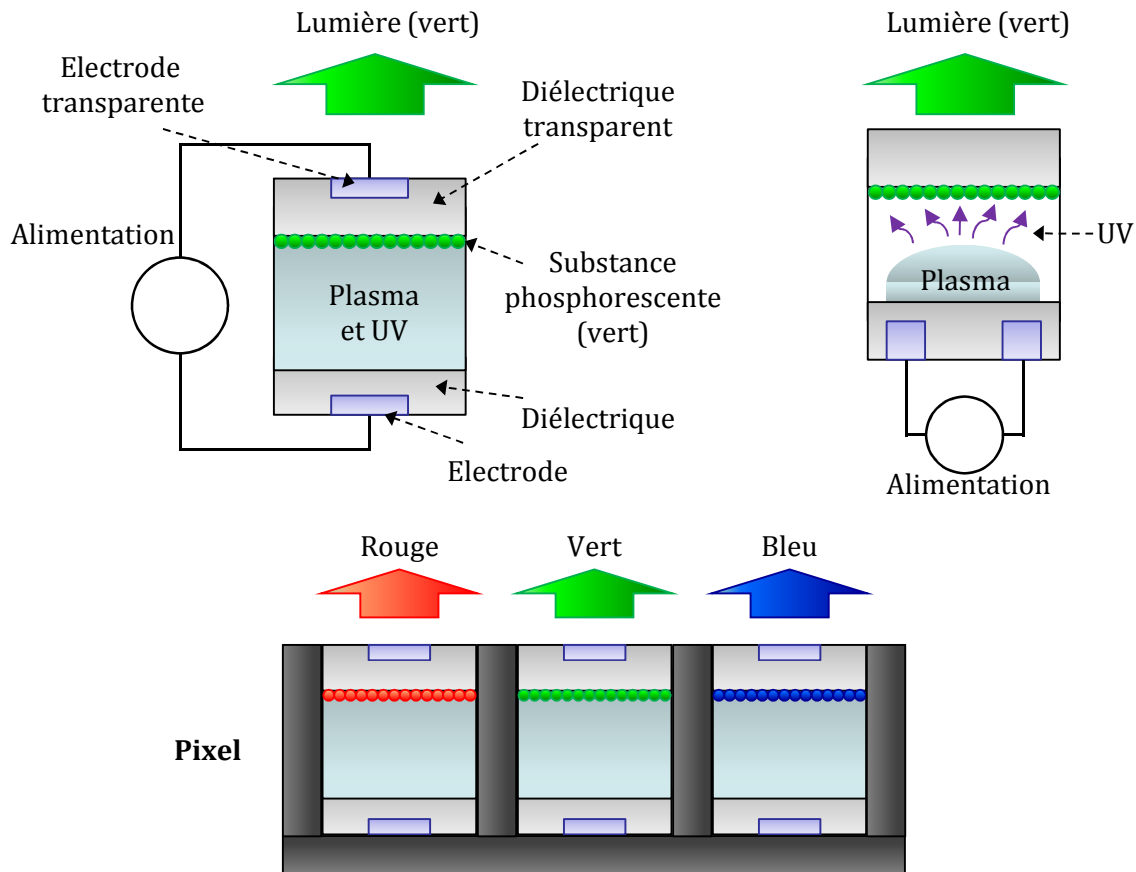 Lumière (vert)
Electrode
transparente
Diélectrique
transparent
Alimentation
Plasma
et UV
Substance
phosphorescente
(vert)
Diélectrique
Electrode
Lumière (vert)
UV
Plasma
Alimentation
Rouge
Vert
Bleu
Pixel